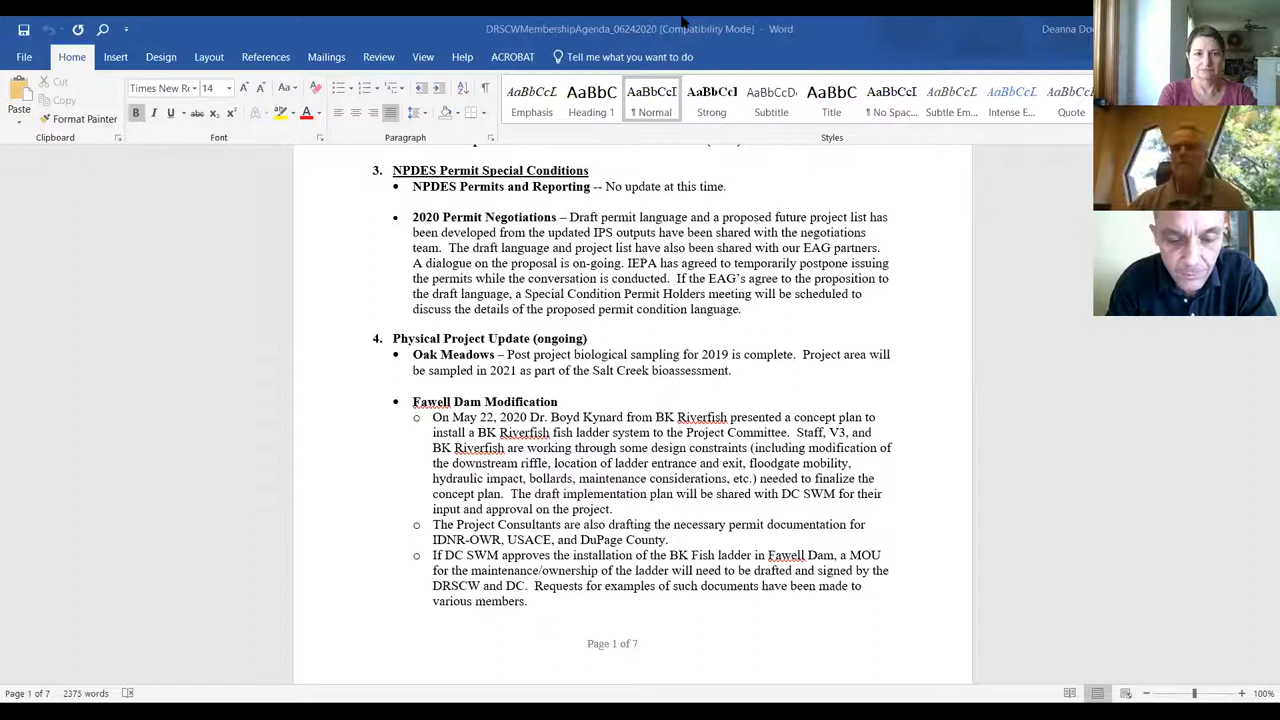 DRSCWMembershipAgenda_06242020 [Compatibility Mode] - Word
Deanna Do
File Home Insert Design Layout References Mailings Review View Help ACROBAT Tell me what you want to do
Paste
Cut
Copy
Format Painter
Clipboard
Times New R
14
Font
Paragraph
AaBbCcL AaBbC AaBbCcI AaBbCcI AaBbCcD AaBbC AaBbCcI AaBbCcL AaBbCcL AaBbCcL
Emphasis Heading 1 ¶ Normal Strong Subtitle Title ¶ No Spac... Subtle Em... Intense E... Quote
Styles
3. NPDES Permit Special Conditions
• NPDES Permits and Reporting -- No update at this time.
• 2020 Permit Negotiations – Draft permit language and a proposed future project list has
been developed from the updated IPS outputs have been shared with the negotiations
team. The draft language and project list have also been shared with our EAG partners.
A dialogue on the proposal is on-going. IEPA has agreed to temporarily postpone issuing
the permits while the conversation is conducted. If the EAG's agree to the proposition to
the draft language, a Special Condition Permit Holders meeting will be scheduled to
discuss the details of the proposed permit condition language.
4. Physical Project Update (ongoing)
• Oak Meadows – Post project biological sampling for 2019 is complete. Project area will
be sampled in 2021 as part of the Salt Creek bioassessment.
• Fawell Dam Modification
o On May 22, 2020 Dr. Boyd Kynard from BK Riverfish presented a concept plan to
install a BK Riverfish fish ladder system to the Project Committee. Staff, V3, and
BK Riverfish are working through some design constraints (including modification of
the downstream riffle, location of ladder entrance and exit, floodgate mobility,
hydraulic impact, bollards, maintenance considerations, etc.) needed to finalize the
concept plan. The draft implementation plan will be shared with DC SWM for their
input and approval on the project.
o The Project Consultants are also drafting the necessary permit documentation for
IDNR-OWR, USACE, and DuPage County.
o If DC SWM approves the installation of the BK Fish ladder in Fawell Dam, a MOU
for the maintenance/ownership of the ladder will need to be drafted and signed by the
DRSCW and DC. Requests for examples of such documents have been made to
various members.
Page 1 of 7
Page 1 of 7 2375 words
100%